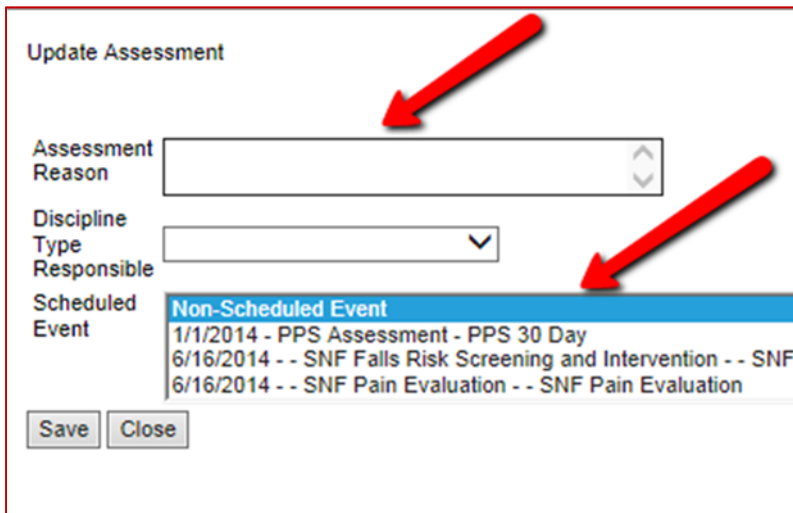 Update Assessment
Assessment
Reason
Discipline
Type
Responsible
Scheduled
Event
Non-Scheduled Event
1/1/2014 - PPS Assessment - PPS 30 Day
6/16/2014 - - SNF Falls Risk Screening and Intervention - - SNF
6/16/2014 - - SNF Pain Evaluation - - SNF Pain Evaluation
Save Close